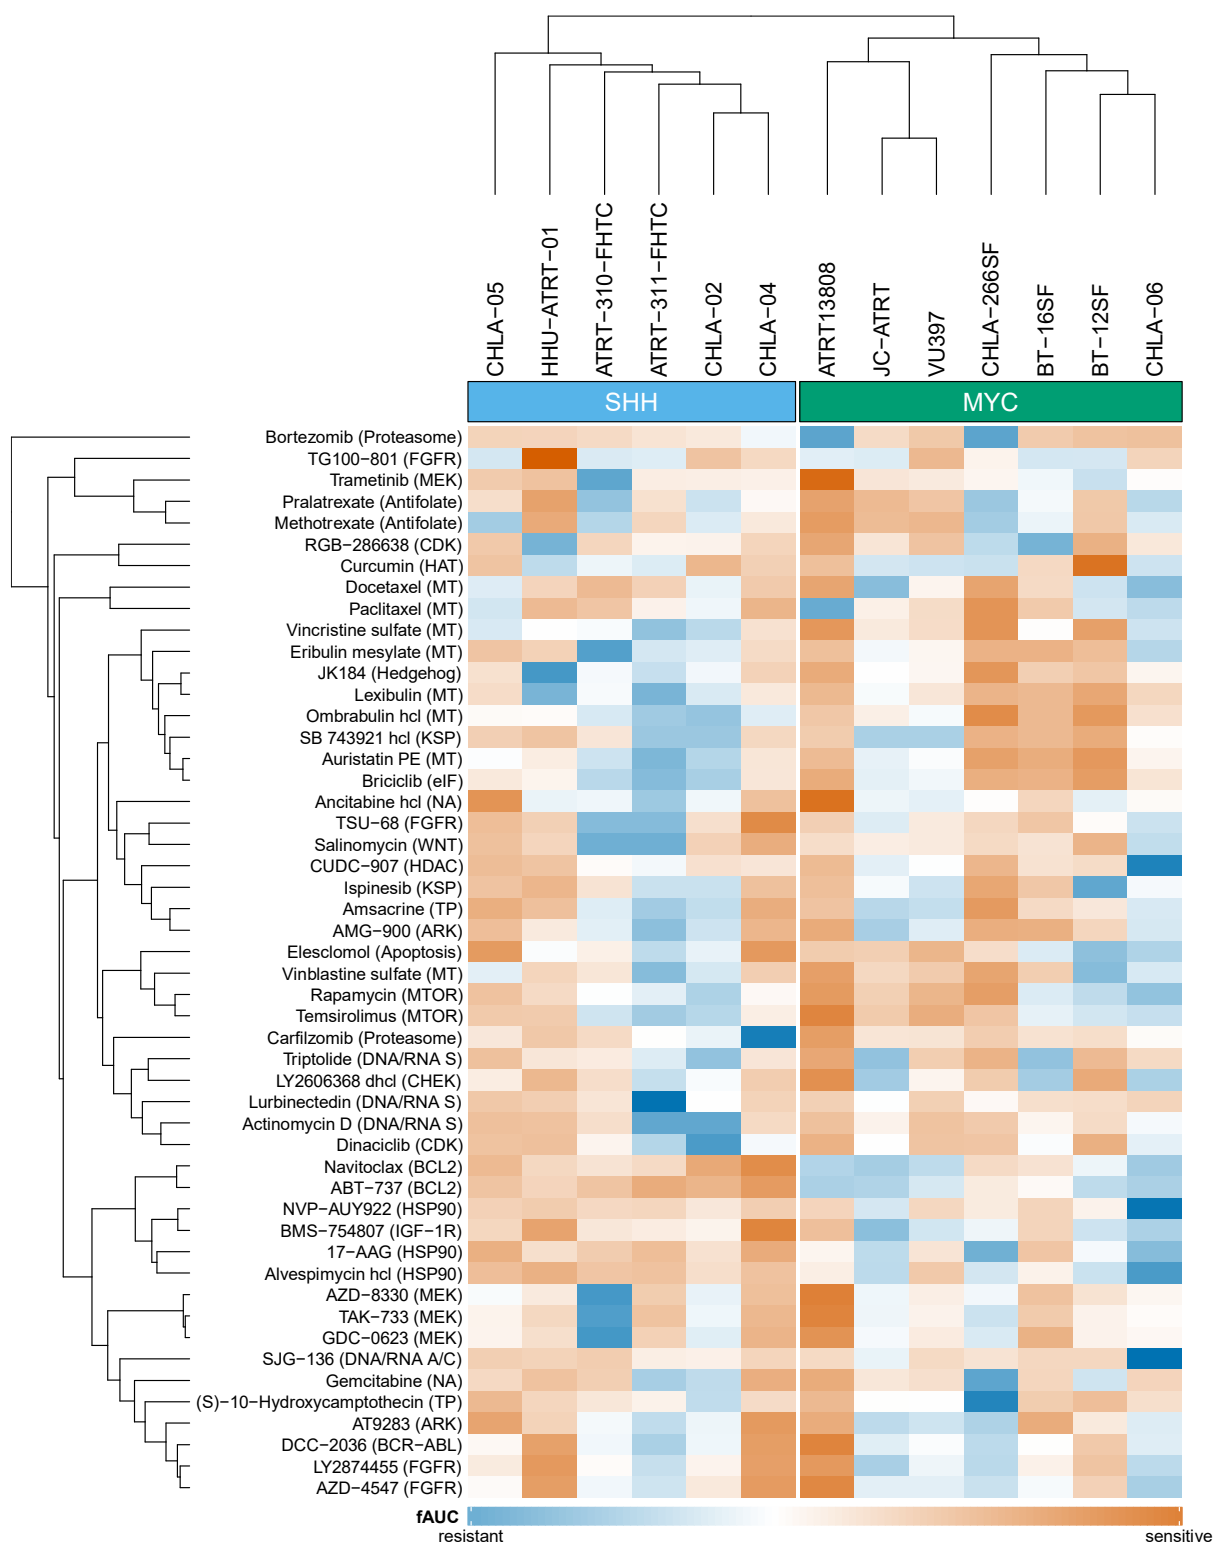 CHLA−05
HHU−ATRT−01
ATRT−310−FHTC
ATRT−311−FHTC
CHLA−02
CHLA−04
ATRT13808
JC−ATRT
VU397
CHLA−266SF
BT−16SF
BT−12SF
CHLA−06
SHH
MYC
Bortezomib (Proteasome)
TG100−801 (FGFR)
Trametinib (MEK)
Pralatrexate (Antifolate)
Methotrexate (Antifolate)
RGB−286638 (CDK)
Curcumin (HAT)
Docetaxel (MT)
Paclitaxel (MT)
Vincristine sulfate (MT)
Eribulin mesylate (MT)
JK184 (Hedgehog)
Lexibulin (MT)
Ombrabulin hcl (MT)
SB 743921 hcl (KSP)
Auristatin PE (MT)
Briciclib (eIF)
Ancitabine hcl (NA)
TSU−68 (FGFR)
Salinomycin (WNT)
CUDC−907 (HDAC)
Ispinesib (KSP)
Amsacrine (TP)
AMG−900 (ARK)
Elesclomol (Apoptosis)
Vinblastine sulfate (MT)
Rapamycin (MTOR)
Temsirolimus (MTOR)
Carfilzomib (Proteasome)
Triptolide (DNA/RNA S)
LY2606368 dhcl (CHEK)
Lurbinectedin (DNA/RNA S)
Actinomycin D (DNA/RNA S)
Dinaciclib (CDK)
Navitoclax (BCL2)
ABT−737 (BCL2)
NVP−AUY922 (HSP90)
BMS−754807 (IGF−1R)
17−AAG (HSP90)
Alvespimycin hcl (HSP90)
AZD−8330 (MEK)
TAK−733 (MEK)
GDC−0623 (MEK)
SJG−136 (DNA/RNA A/C)
Gemcitabine (NA)
(S)−10−Hydroxycamptothecin (TP)
AT9283 (ARK)
DCC−2036 (BCR−ABL)
LY2874455 (FGFR)
AZD−4547 (FGFR)
fAUC
resistant
sensitive